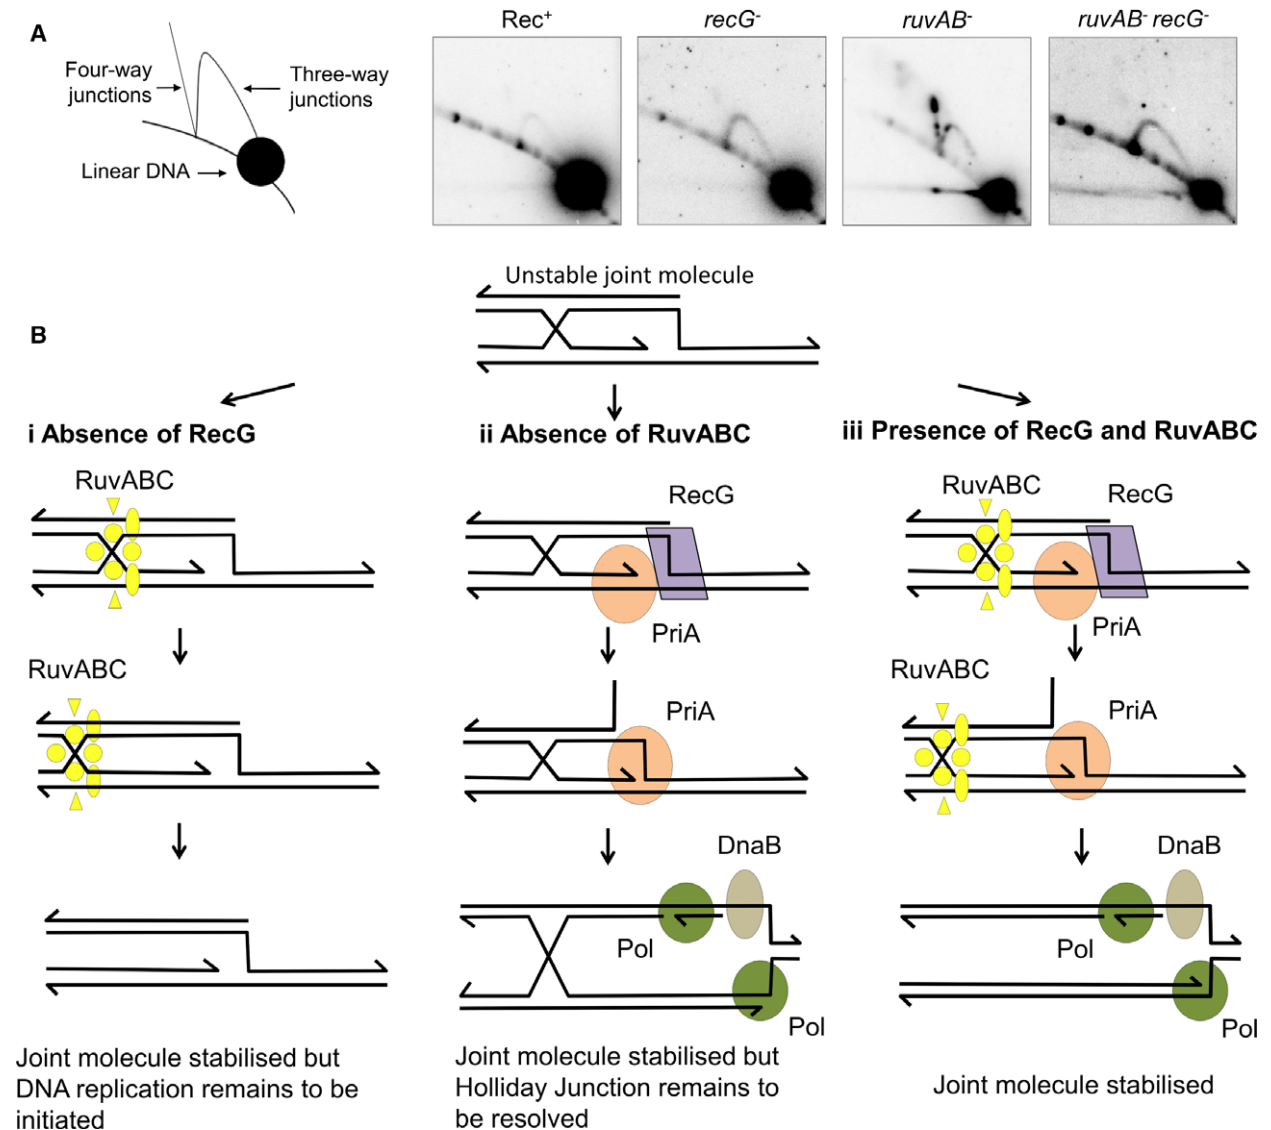 A
Four-way
junctions
Three-way
junctions
Linear DNA
Rec+
recG-
ruvAB-
ruvAB- recG-
B
Unstable joint molecule
i Absence of RecG
ii Absence of RuvABC
iii Presence of RecG and RuvABC
RuvABC
RuvABC
RecG
PriA
RuvABC
RecG
PriA
PriA
DnaB
Pol
Pol
RuvABC
PriA
DnaB
Pol
Pol
Joint molecule stabilised but
DNA replication remains to be
initiated
Joint molecule stabilised but
Holliday Junction remains to
be resolved
Joint molecule stabilised